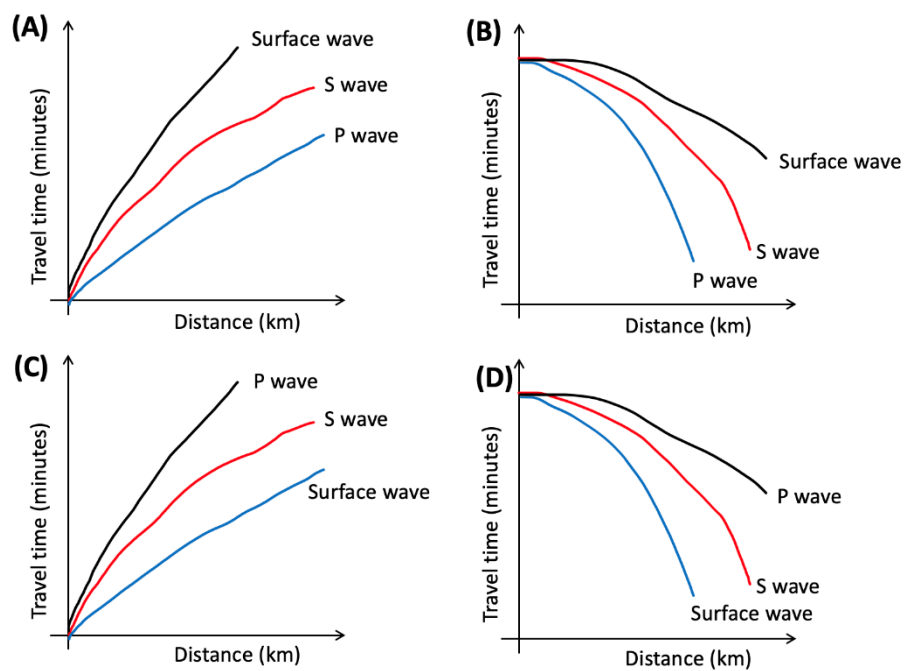 (A)
Surface wave
S wave
P wave
Travel time (minutes)
Distance (km)
(B)
Surface wave
S wave
P wave
Travel time (minutes)
Distance (km)
(C)
P wave
S wave
Surface wave
Travel time (minutes)
Distance (km)
(D)
P wave
S wave
Surface wave
Travel time (minutes)
Distance (km)